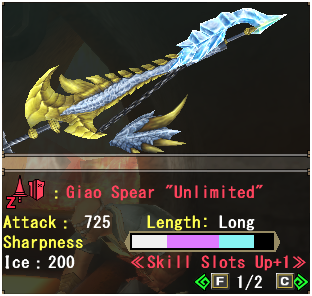 Z : Giao Spear "Unlimited"
Attack: 725 Length: Long
Sharpness
Ice: 200 ≪Skill Slots Up+1≫
F 1/2 C